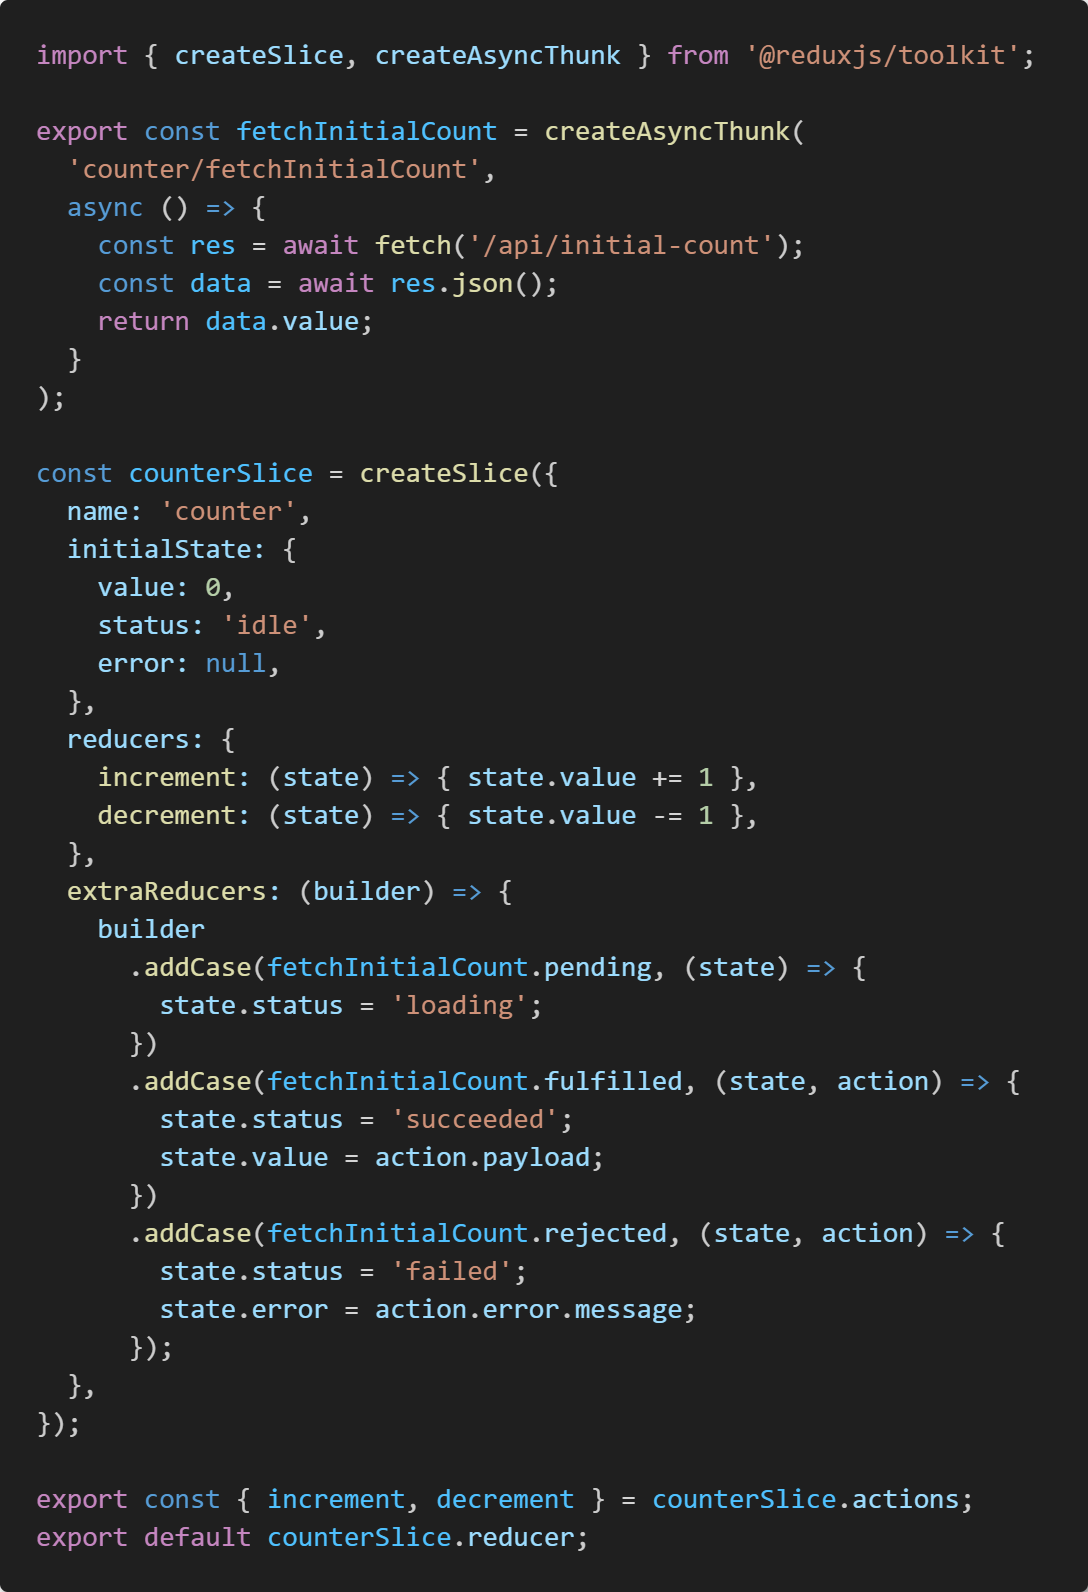 import { createSlice, createAsyncThunk } from '@reduxjs/toolkit';

export const fetchInitialCount = createAsyncThunk(
  'counter/fetchInitialCount',
  async () => {
    const res = await fetch('/api/initial-count');
    const data = await res.json();
    return data.value;
  }
);

const counterSlice = createSlice({
  name: 'counter',
  initialState: {
    value: 0,
    status: 'idle',
    error: null,
  },
  reducers: {
    increment: (state) => { state.value += 1 },
    decrement: (state) => { state.value -= 1 },
  },
  extraReducers: (builder) => {
    builder
      .addCase(fetchInitialCount.pending, (state) => {
        state.status = 'loading';
      })
      .addCase(fetchInitialCount.fulfilled, (state, action) => {
        state.status = 'succeeded';
        state.value = action.payload;
      })
      .addCase(fetchInitialCount.rejected, (state, action) => {
        state.status = 'failed';
        state.error = action.error.message;
      });
  },
});

export const { increment, decrement } = counterSlice.actions;
export default counterSlice.reducer;